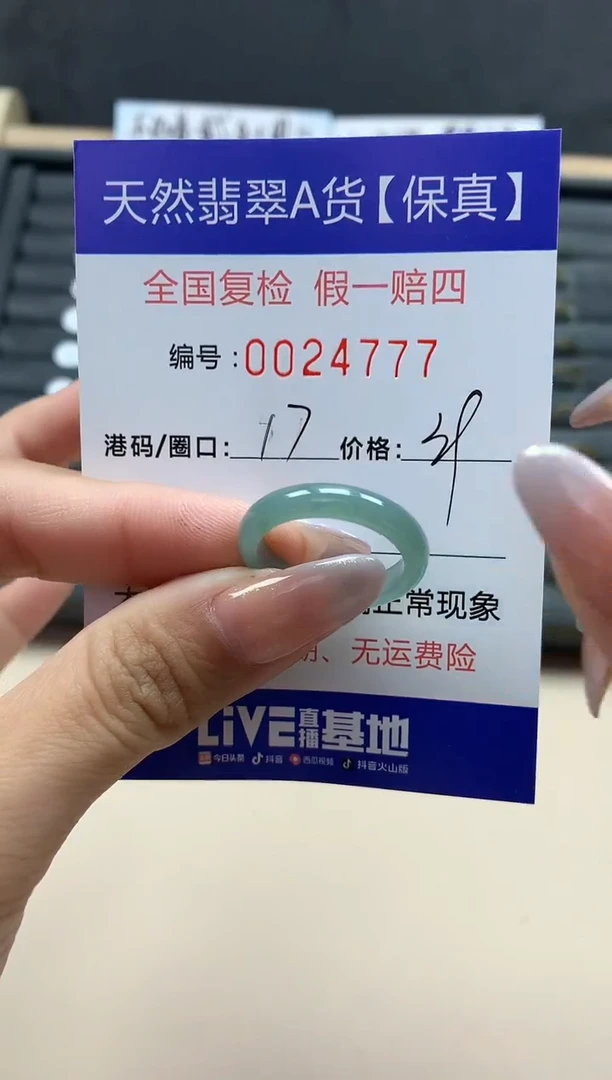 天然翡翠A货【保真】
全国复检 假一赔四
编号:0024777
港码/圈口: 17 价格:
正常现象
、无运费险
LiVE直播基地
今日头条 抖音 西瓜视频 抖音火山版